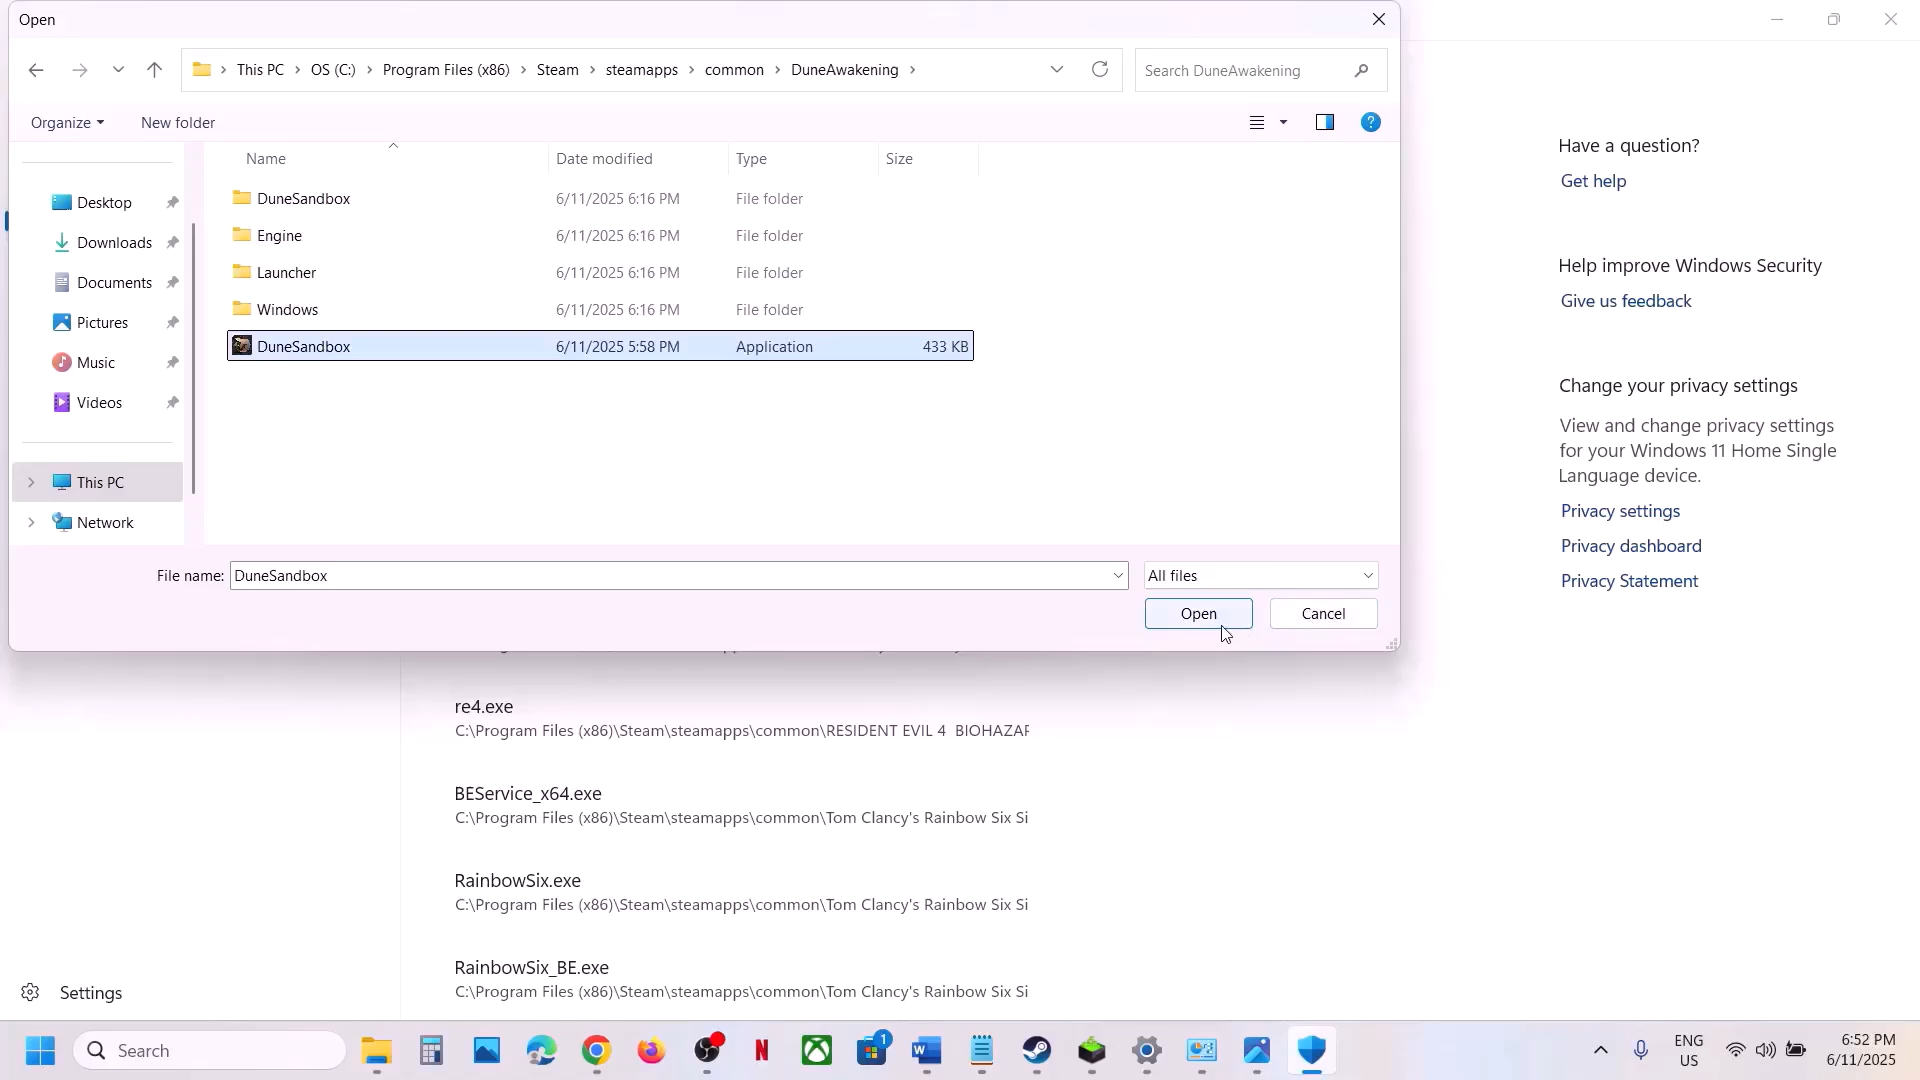 Open
This PC > OS (C:) > Program Files (x86) > Steam > steamapps > common > DuneAwakening >
Search DuneAwakening
Organize
New folder
Name
Date modified
Type
Size
DuneSandbox 6/11/2025 6:16 PM File folder
Engine 6/11/2025 6:16 PM File folder
Launcher 6/11/2025 6:16 PM File folder
Windows 6/11/2025 6:16 PM File folder
DuneSandbox 6/11/2025 5:58 PM Application 433 KB
Desktop
Downloads
Documents
Pictures
Music
Videos
This PC
Network
File name: DuneSandbox
All files
Open
Cancel
Have a question?
Get help
Help improve Windows Security
Give us feedback
Change your privacy settings
View and change privacy settings
for your Windows 11 Home Single
Language device.
Privacy settings
Privacy dashboard
Privacy Statement
re4.exe
C:\Program Files (x86)\Steam\steamapps\common\RESIDENT EVIL 4 BIOHAZAR
BEService_x64.exe
C:\Program Files (x86)\Steam\steamapps\common\Tom Clancy's Rainbow Six Si
RainbowSix.exe
C:\Program Files (x86)\Steam\steamapps\common\Tom Clancy's Rainbow Six Si
RainbowSix_BE.exe
C:\Program Files (x86)\Steam\steamapps\common\Tom Clancy's Rainbow Six Si
Settings
Search
1
ENG
US
6:52 PM
6/11/2025